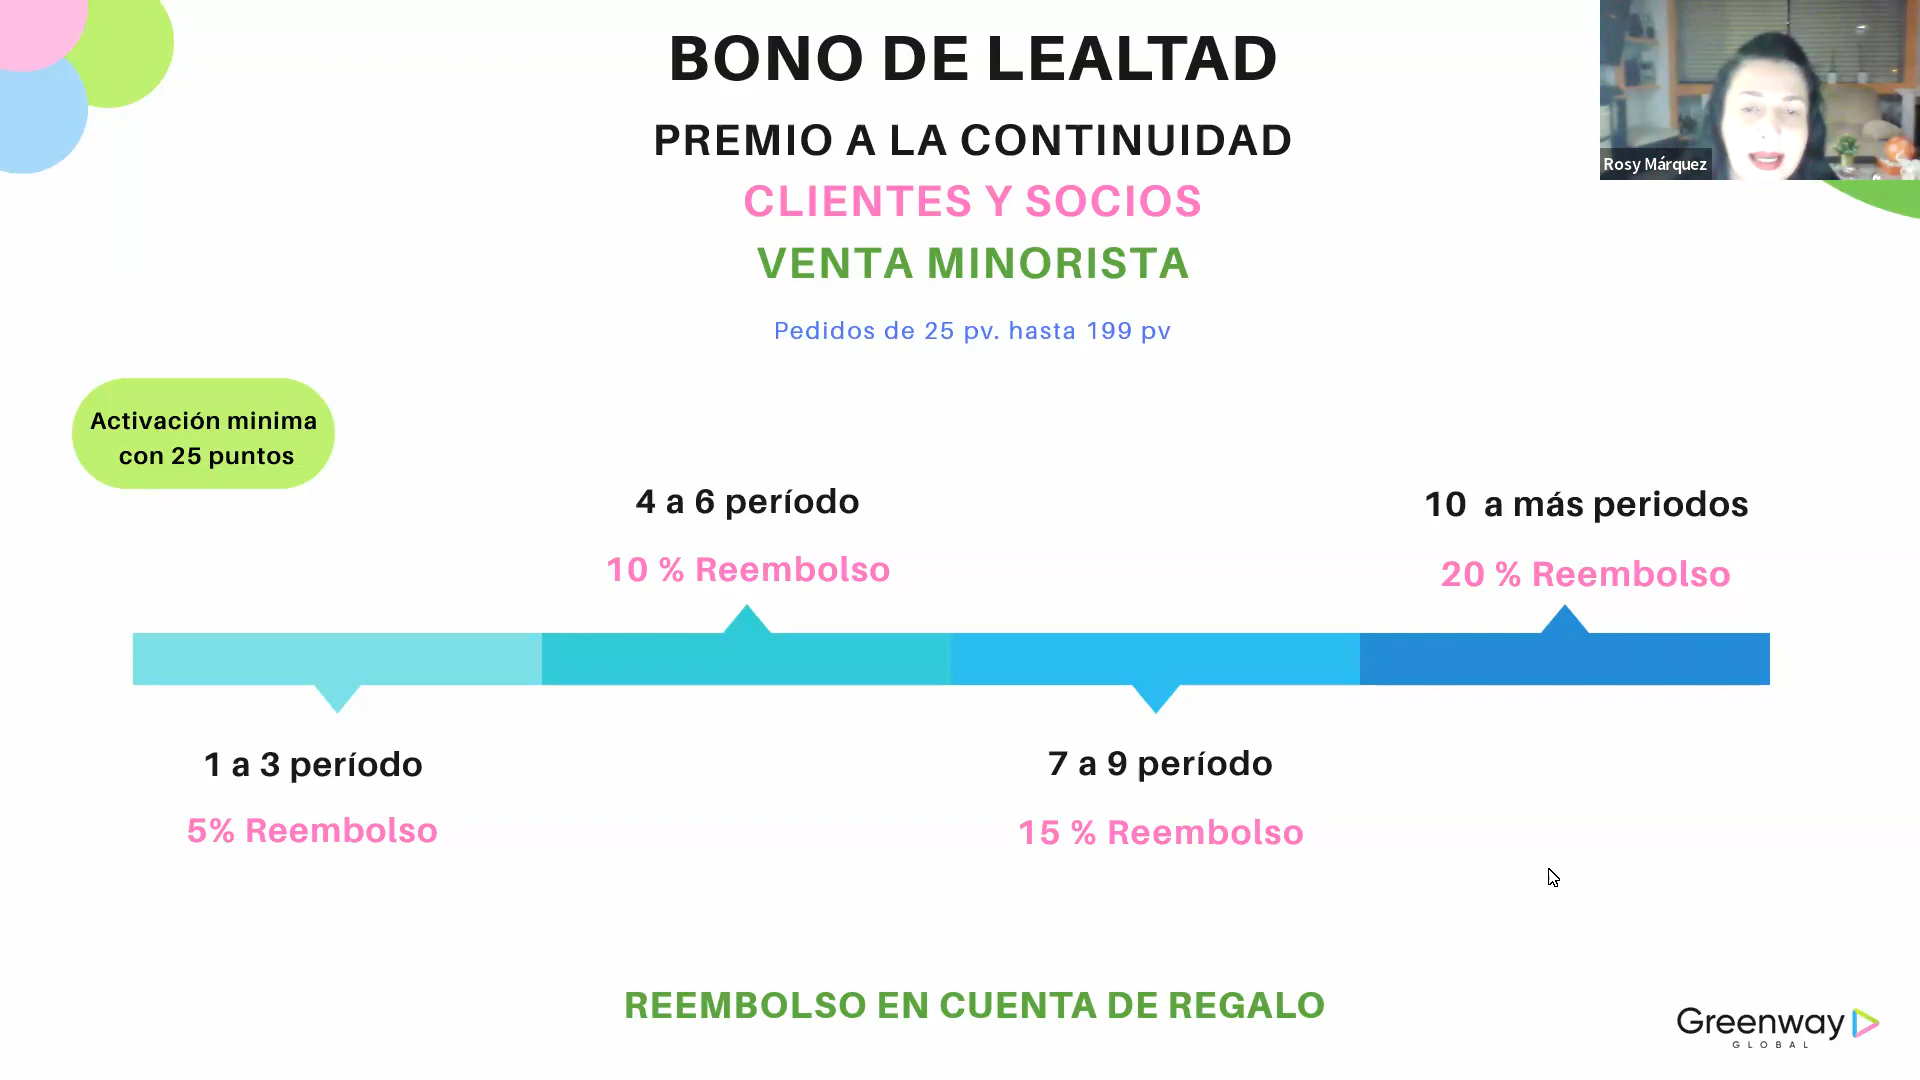 BONO DE LEALTAD
PREMIO A LA CONTINUIDAD
CLIENTES Y SOCIOS
VENTA MINORISTA
Pedidos de 25 pv. hasta 199 pv
Rosy Márquez
Activación minima
con 25 puntos
4 a 6 período
10 % Reembolso
10 a más periodos
20 % Reembolso
1 a 3 período
5% Reembolso
7 a 9 período
15 % Reembolso
REEMBOLSO EN CUENTA DE REGALO
Greenway
GLOBAL